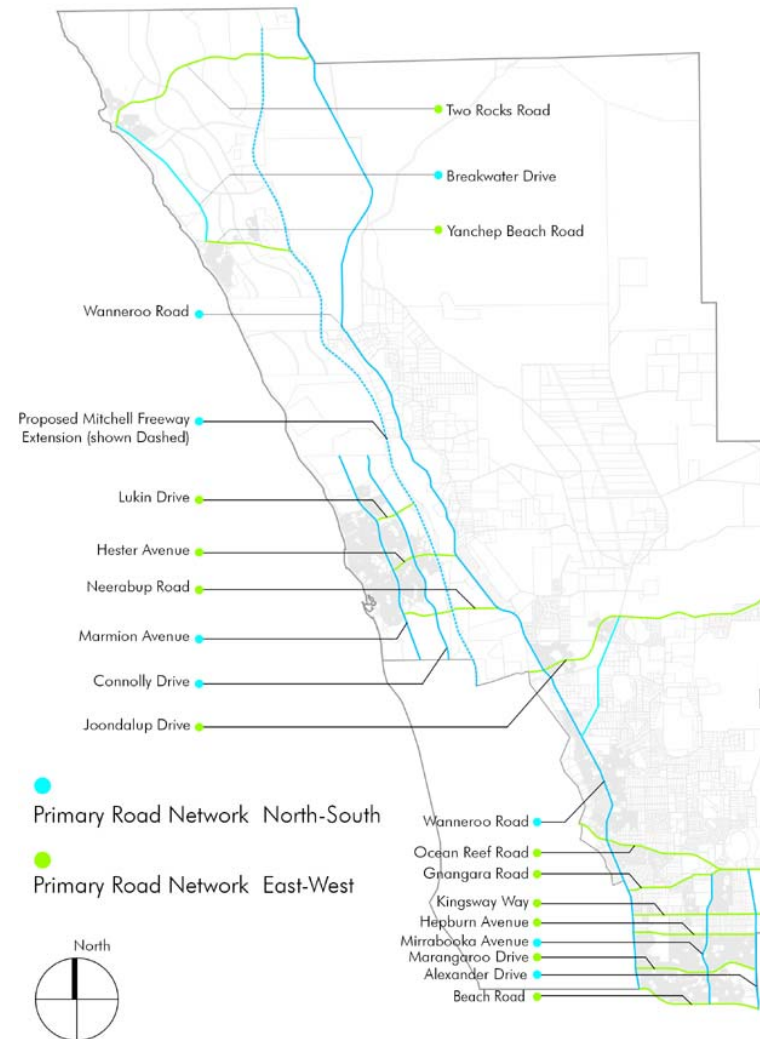 Two Rocks Road
Breakwater Drive
Yanchep Beach Road
Wanneroo Road
Proposed Mitchell Freeway
Extension (shown Dashed)
Lukin Drive
Hester Avenue
Neerabup Road
Marmion Avenue
Connolly Drive
Joondalup Drive
Primary Road Network  North-South
Primary Road Network  East-West
North
Wanneroo Road
Ocean Reef Road
Gnangara Road
Kingsway Way
Hepburn Avenue
Mirrabooka Avenue
Marangaroo Drive
Alexander Drive
Beach Road